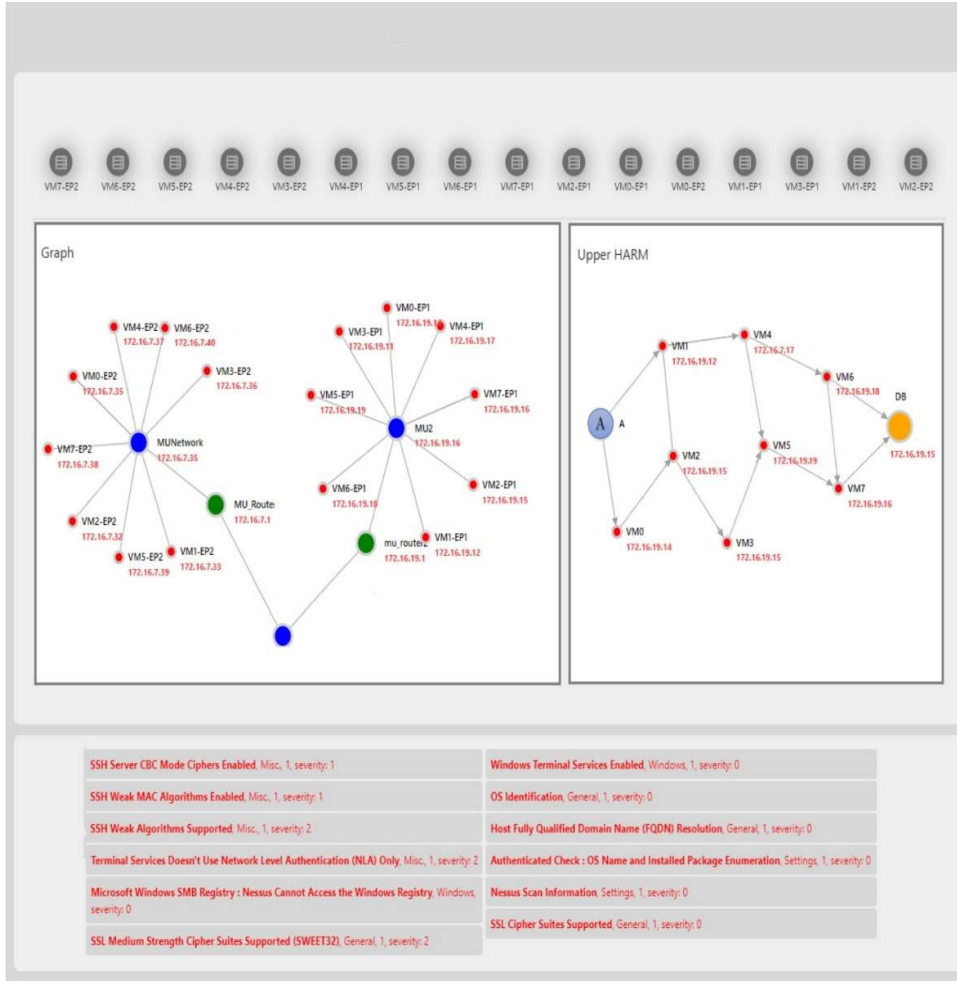 VM7-EP2
VM6-EP2
VM5-EP2
VM4-EP2
VM3-EP2
VM4-EP1
VM5-EP1
VM6-EP1
VM7-EP1
VM2-EP1
VM0-EP1
VM0-EP2
VM1-EP1
VM3-EP1
VM1-EP2
VM2-EP2
Graph
VM4-EP2
172.16.7.37
VM6-EP2
172.16.7.40
VM0-EP2
172.16.7.35
VM3-EP2
172.16.7.36
MUNetwork
172.16.7.35
VM7-EP2
172.16.7.38
MU_Router
172.16.7.1
VM2-EP2
172.16.7.32
VM5-EP2
172.16.7.39
VM1-EP2
172.16.7.33
VM0-EP1
VM3-EP1
172.16.19.11
VM4-EP1
172.16.19.17
VM5-EP1
172.16.19.19
VM7-EP1
172.16.19.16
MU2
172.16.19.16
VM6-EP1
172.16.19.18
VM2-EP1
172.16.19.15
mu_router2
172.16.19.1
VM1-EP1
172.16.19.12
Upper HARM
VM1
172.16.19.12
VM4
172.16.7.17
VM6
172.16.19.18
DB
172.16.19.15
A
A
VM2
172.16.19.15
VM5
172.16.19.19
VM7
172.16.19.16
VM0
172.16.19.14
VM3
172.16.19.15
SSH Server CBC Mode Ciphers Enabled, Misc., 1, severity: 1
SSH Weak MAC Algorithms Enabled, Misc., 1, severity: 1
SSH Weak Algorithms Supported, Misc., 1, severity: 2
Terminal Services Doesn't Use Network Level Authentication (NLA) Only, Misc., 1, severity: 2
Microsoft Windows SMB Registry : Nessus Cannot Access the Windows Registry, Windows,
severity: 0
SSL Medium Strength Cipher Suites Supported (SWEET32), General, 1, severity: 2
Windows Terminal Services Enabled, Windows, 1, severity: 0
OS Identification, General, 1, severity: 0
Host Fully Qualified Domain Name (FQDN) Resolution, General, 1, severity: 0
Authenticated Check : OS Name and Installed Package Enumeration, Settings, 1, severity: 0
Nessus Scan Information, Settings, 1, severity: 0
SSL Cipher Suites Supported, General, 1, severity: 0